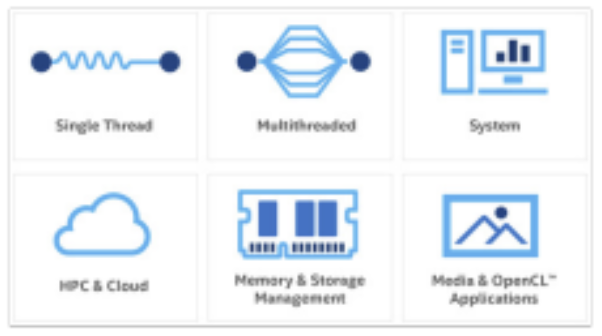 Single Thread
Multithreaded
System
HPC & Cloud
Memory & Storage
Management
Media & OpenCL™
Applications